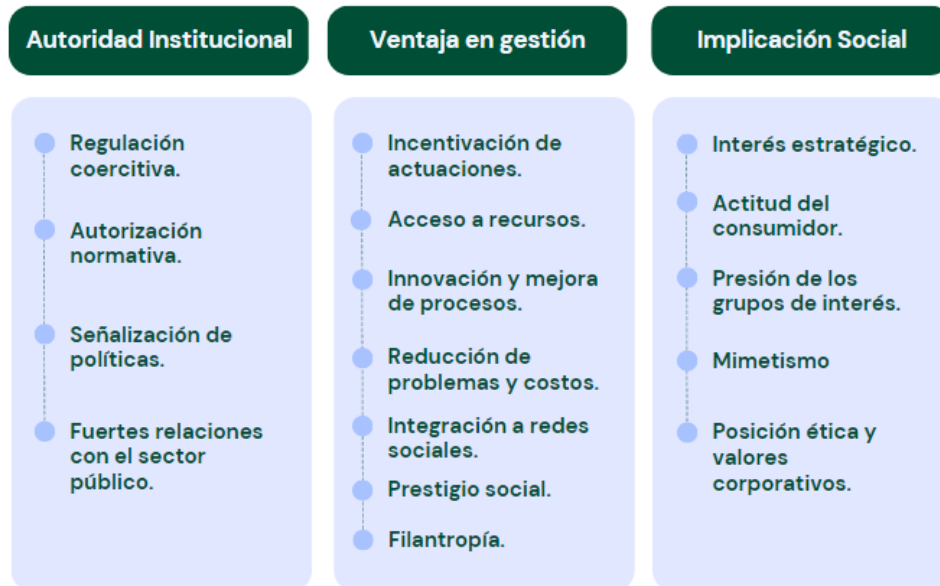 Autoridad Institucional
Regulación
coercitiva.
Autorización
normativa.
Señalización de
políticas.
Fuertes relaciones
con el sector
público.
Ventaja en gestión
Incentivación de
actuaciones.
Acceso a recursos.
Innovación y mejora
de procesos.
Reducción de
problemas y costos.
Integración a redes
sociales.
Prestigio social.
Filantropía.
Implicación Social
Interés estratégico.
Actitud del
consumidor.
Presión de los
grupos de interés.
Mimetismo
Posición ética y
valores
corporativos.